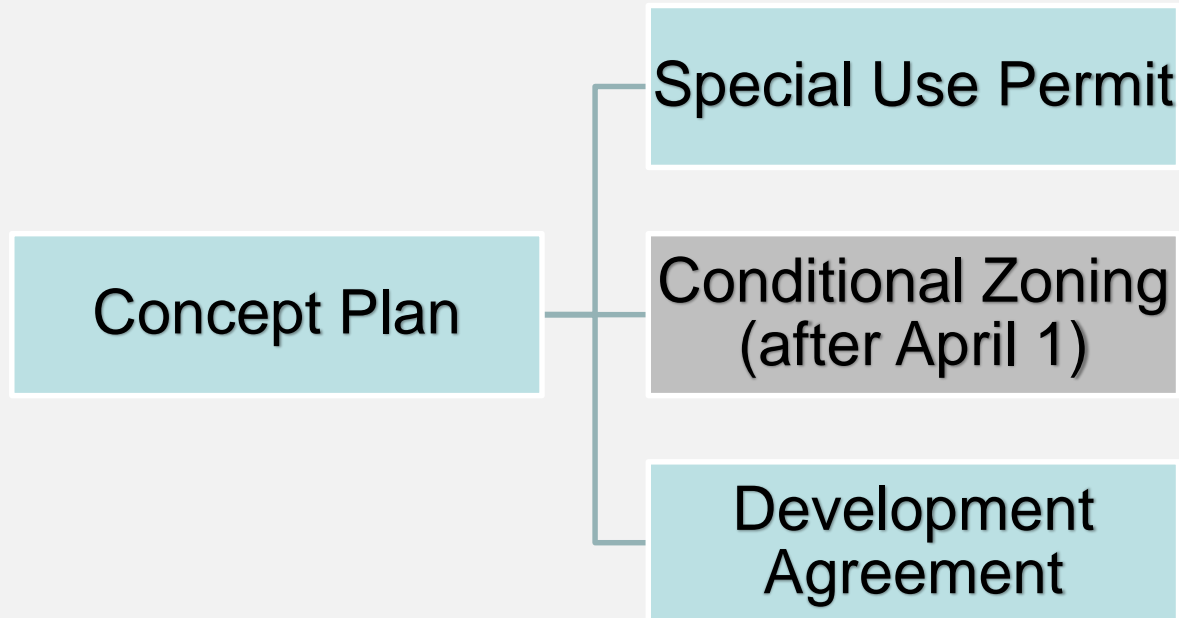 Concept Plan
Special Use Permit
Conditional Zoning
(after April 1)
Development
Agreement